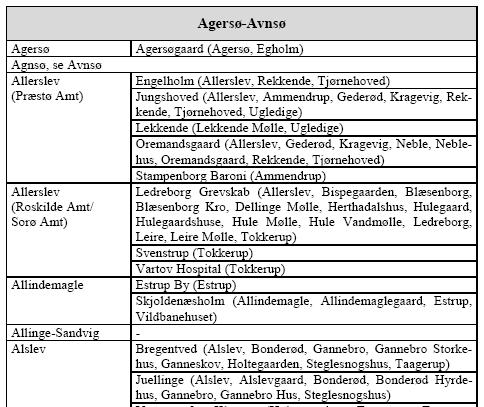 Agersø-Avnsø
Agersø Agersøgaard (Agersø, Egholm)
Agnsø, se Avnsø
Allerslev Engelholm (Allerslev, Rekkende, Tjørnehoved)
(Præstø Amt) Jungshoved (Allerslev, Ammendrup, Gederød, Kragevig, Rek-
kende, Tjørnehoved, Ugledige)
Lekkende (Lekkende Mølle, Ugledige)
Oremandsgaard (Allerslev, Gederød, Kragevig, Neble, Neble-
hus, Oremandsgaard, Rekkende, Tjørnehoved)
Stampenborg Baroni (Ammendrup)
Allerslev Ledreborg Grevskab (Allerslev, Bispegaarden, Blæsenborg,
(Roskilde Amt/ Blæsenborg Kro, Dellinge Mølle, Herthadalshus, Hulegaard,
Sorø Amt) Hulegaardshuse, Hule Mølle, Hule Vandmølle, Ledreborg,
Leire, Leire Mølle, Tokkerup)
Svenstrup (Tokkerup)
Vartov Hospital (Tokkerup)
Allindemagle Estrup By (Estrup)
Skjoldenæsholm (Allindemagle, Allindemaglegaard, Estrup,
Vildbanehuset)
Allinge-Sandvig -
Alslev Bregentved (Alslev, Bonderød, Gannebro, Gannebro Storke-
hus, Ganneskov, Holtegaarden, Steglesnogshus, Taagerup)
Juellinge (Alslev, Alslevgaard, Bonderød, Bonderød Hyrde-
hus, Gannebro, Gannebro Hus, Steglesnogshus)